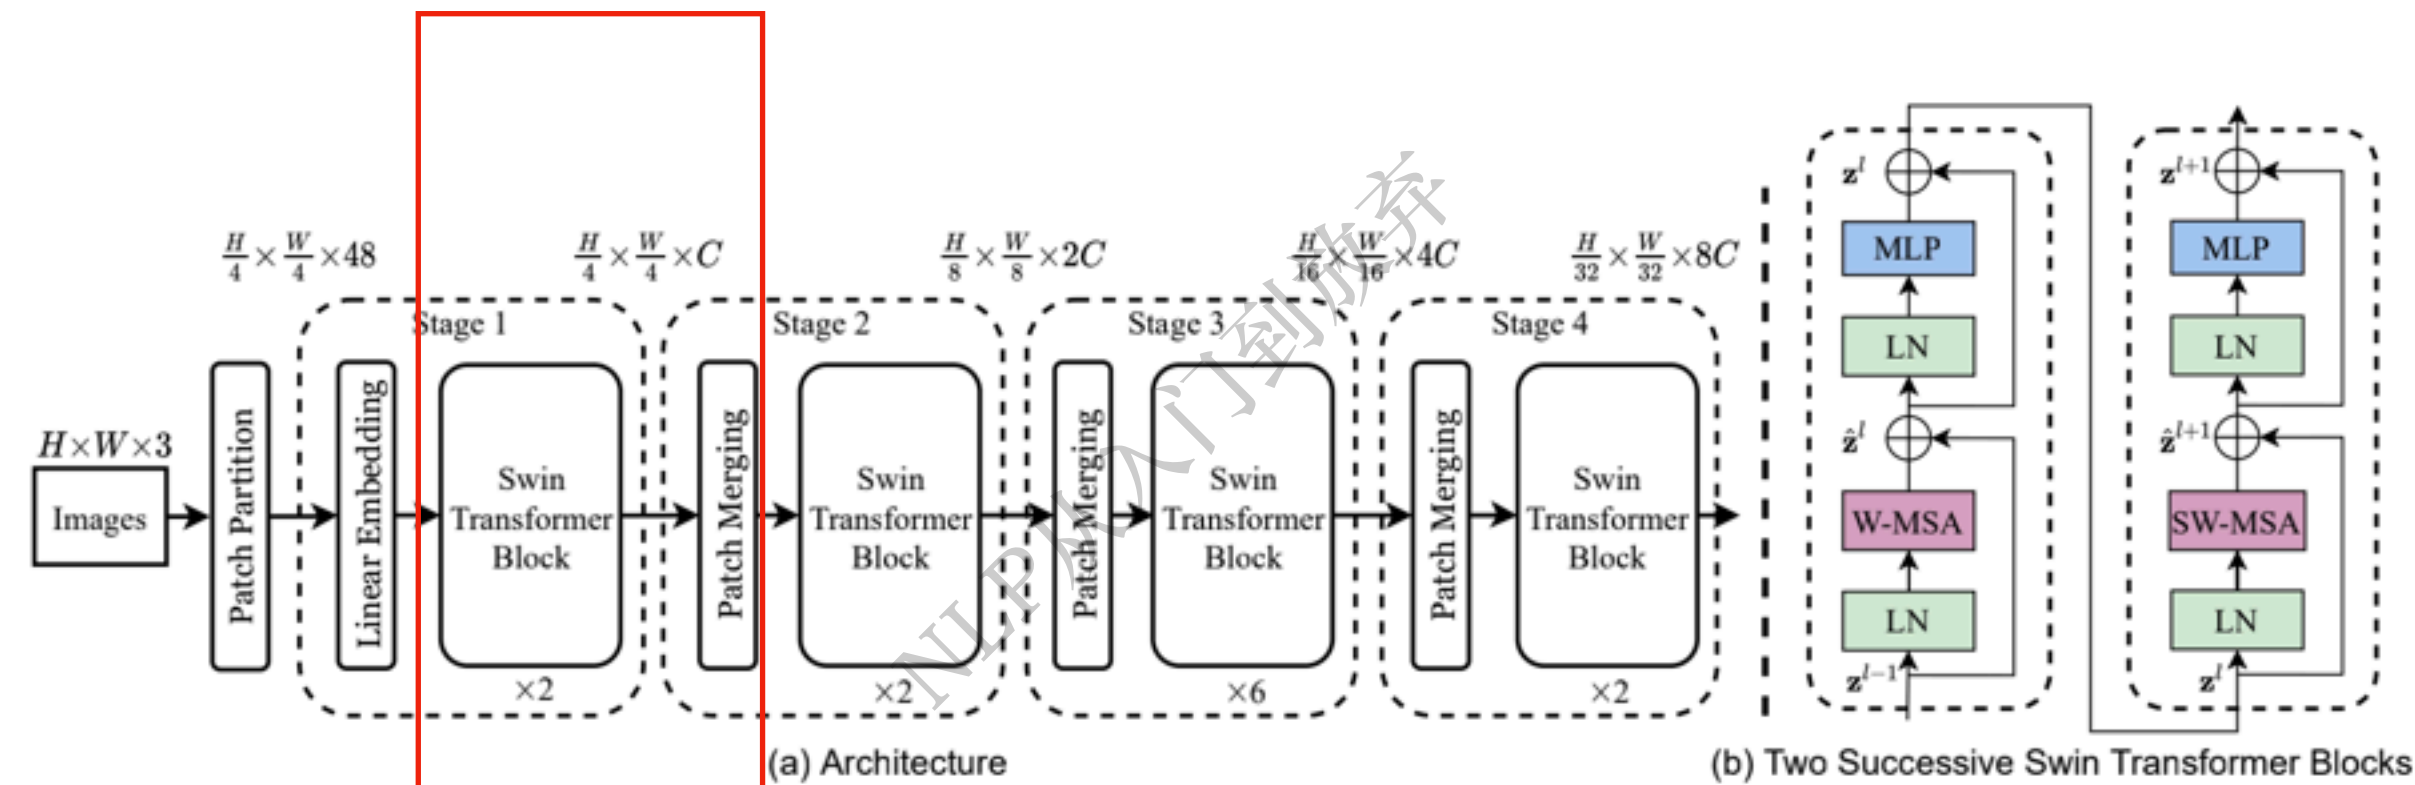 H/4 × W/4 × 48
H/4 × W/4 × C
H/8 × W/8 × 2C
H/16 × W/16 × 4C
H/32 × W/32 × 8C
Stage 1
Stage 2
Stage 3
Stage 4
H×W×3
Images
Patch Partition
Linear Embedding
Swin
Transformer
Block
×2
Patch Merging
Swin
Transformer
Block
×2
Patch Merging
Swin
Transformer
Block
×6
Patch Merging
Swin
Transformer
Block
×2
(a) Architecture
z^l
MLP
LN
ẑ^l
W-MSA
LN
z^{l-1}
z^{l+1}
MLP
LN
ẑ^{l+1}
SW-MSA
LN
z^l
(b) Two Successive Swin Transformer Blocks
NLP从入门到放弃